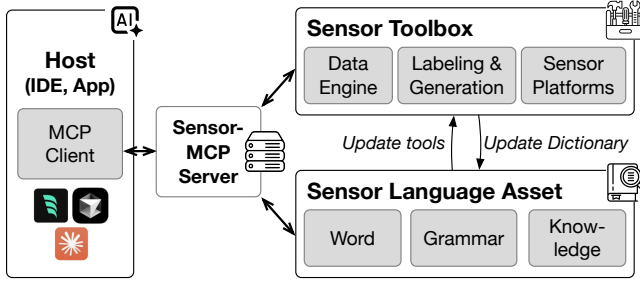 AI
Host
(IDE, App)
MCP
Client
Sensor-
MCP
Server
Sensor Toolbox
Data
Engine
Labeling &
Generation
Sensor
Platforms
Update tools
Update Dictionary
Sensor Language Asset
Word
Grammar
Know-
ledge